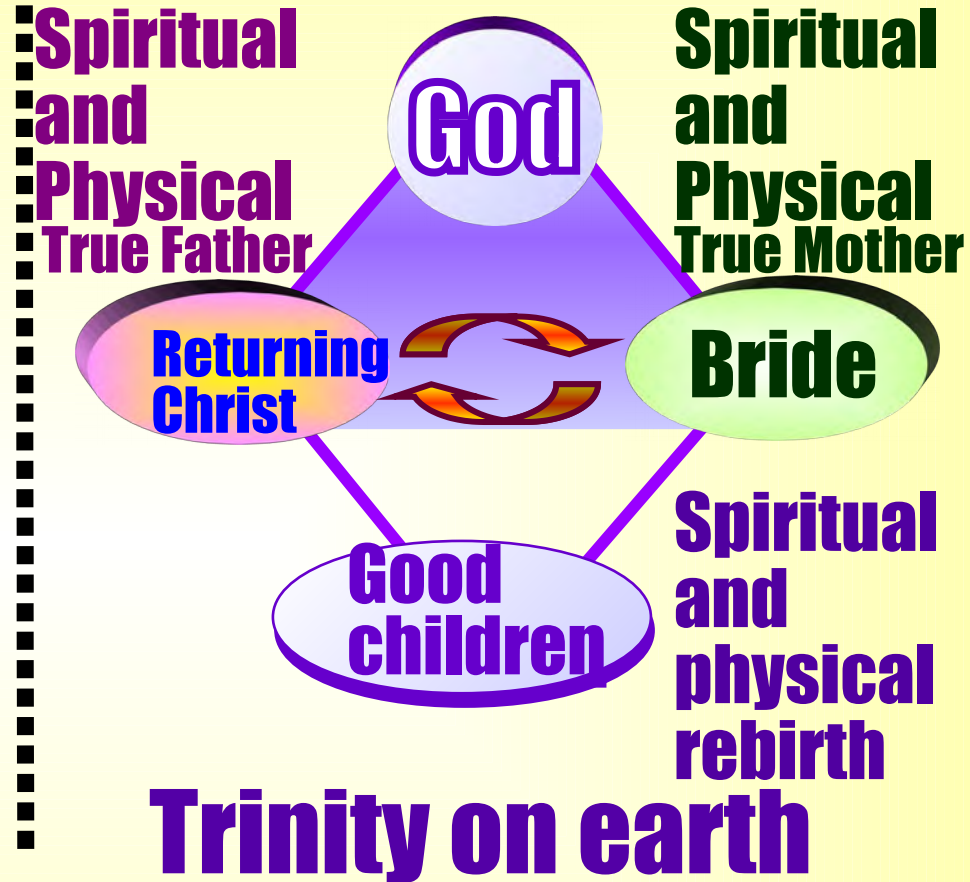 Spiritual
and
Physical
True Father
God
Spiritual
and
Physical
True Mother
Returning
Christ
Bride
Good
children
Spiritual
and
physical
rebirth
Trinity on earth